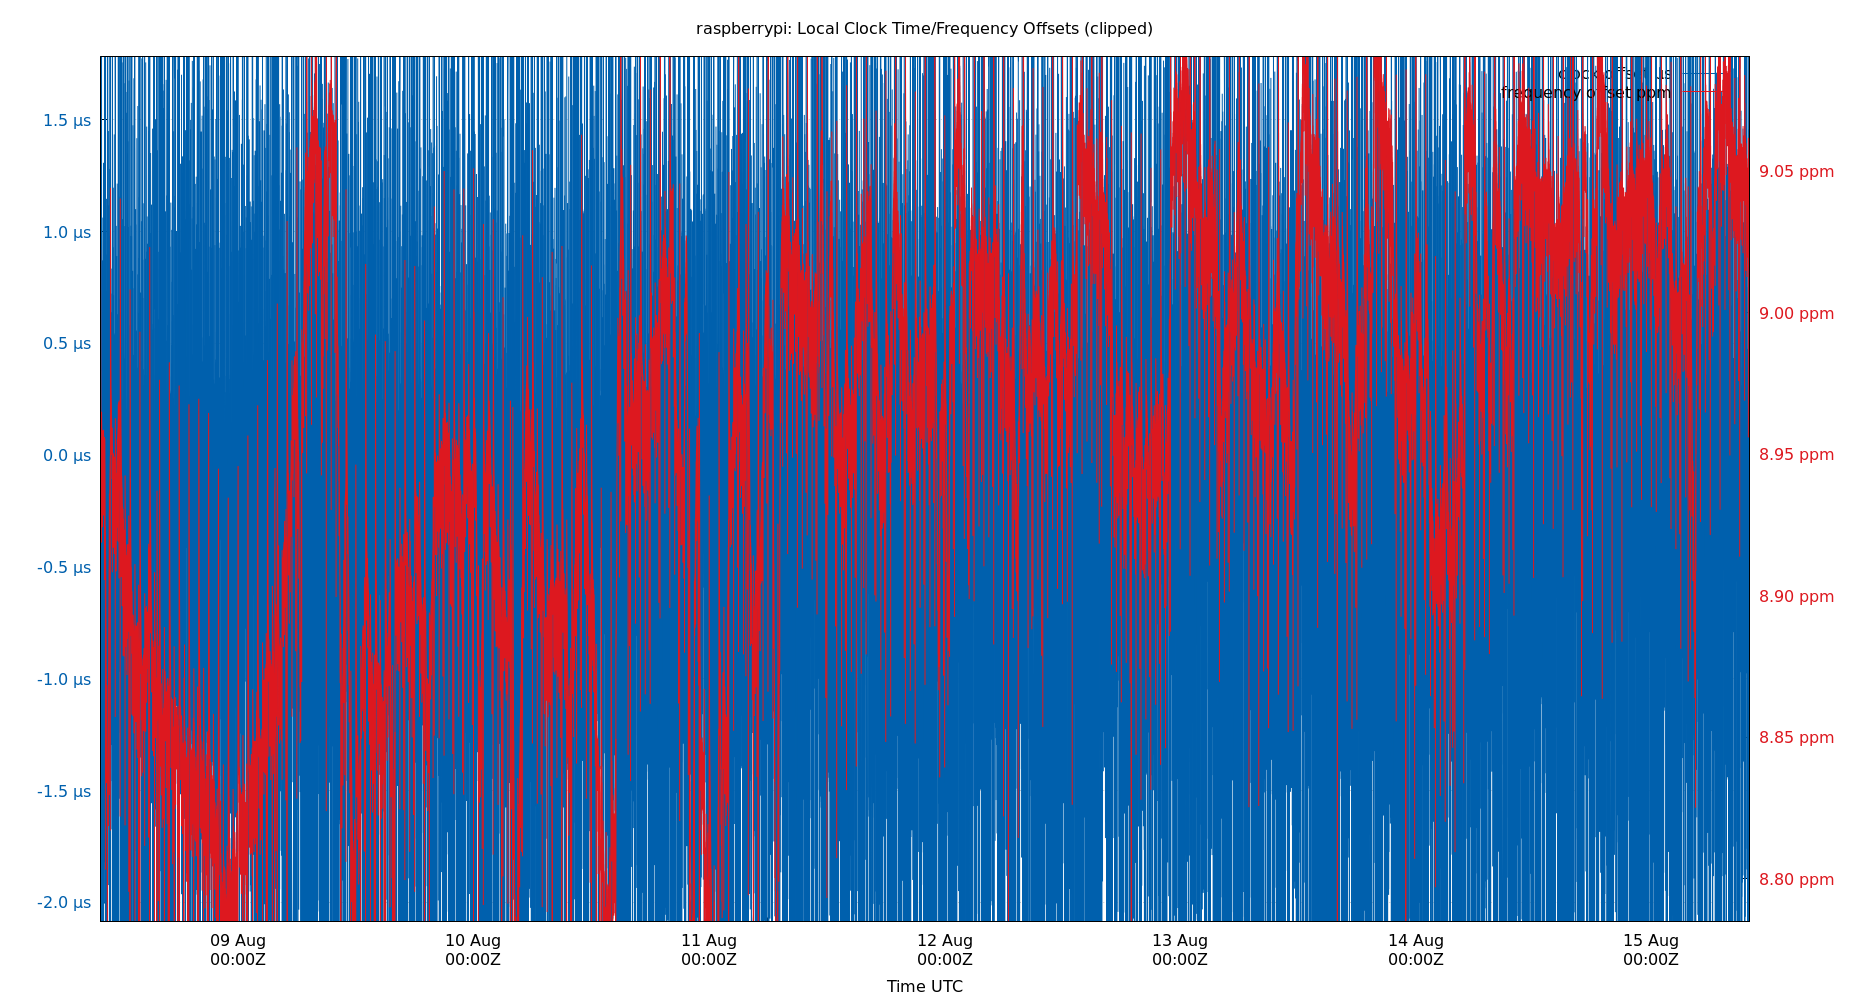 raspberrypi: Local Clock Time/Frequency Offsets (clipped)
clock offset µs
frequency offset ppm
1.5 µs
1.0 µs
0.5 µs
0.0 µs
-0.5 µs
-1.0 µs
-1.5 µs
-2.0 µs
9.05 ppm
9.00 ppm
8.95 ppm
8.90 ppm
8.85 ppm
8.80 ppm
09 Aug 10 Aug 11 Aug 12 Aug 13 Aug 14 Aug 15 Aug
00:00Z 00:00Z 00:00Z 00:00Z 00:00Z 00:00Z 00:00Z
Time UTC